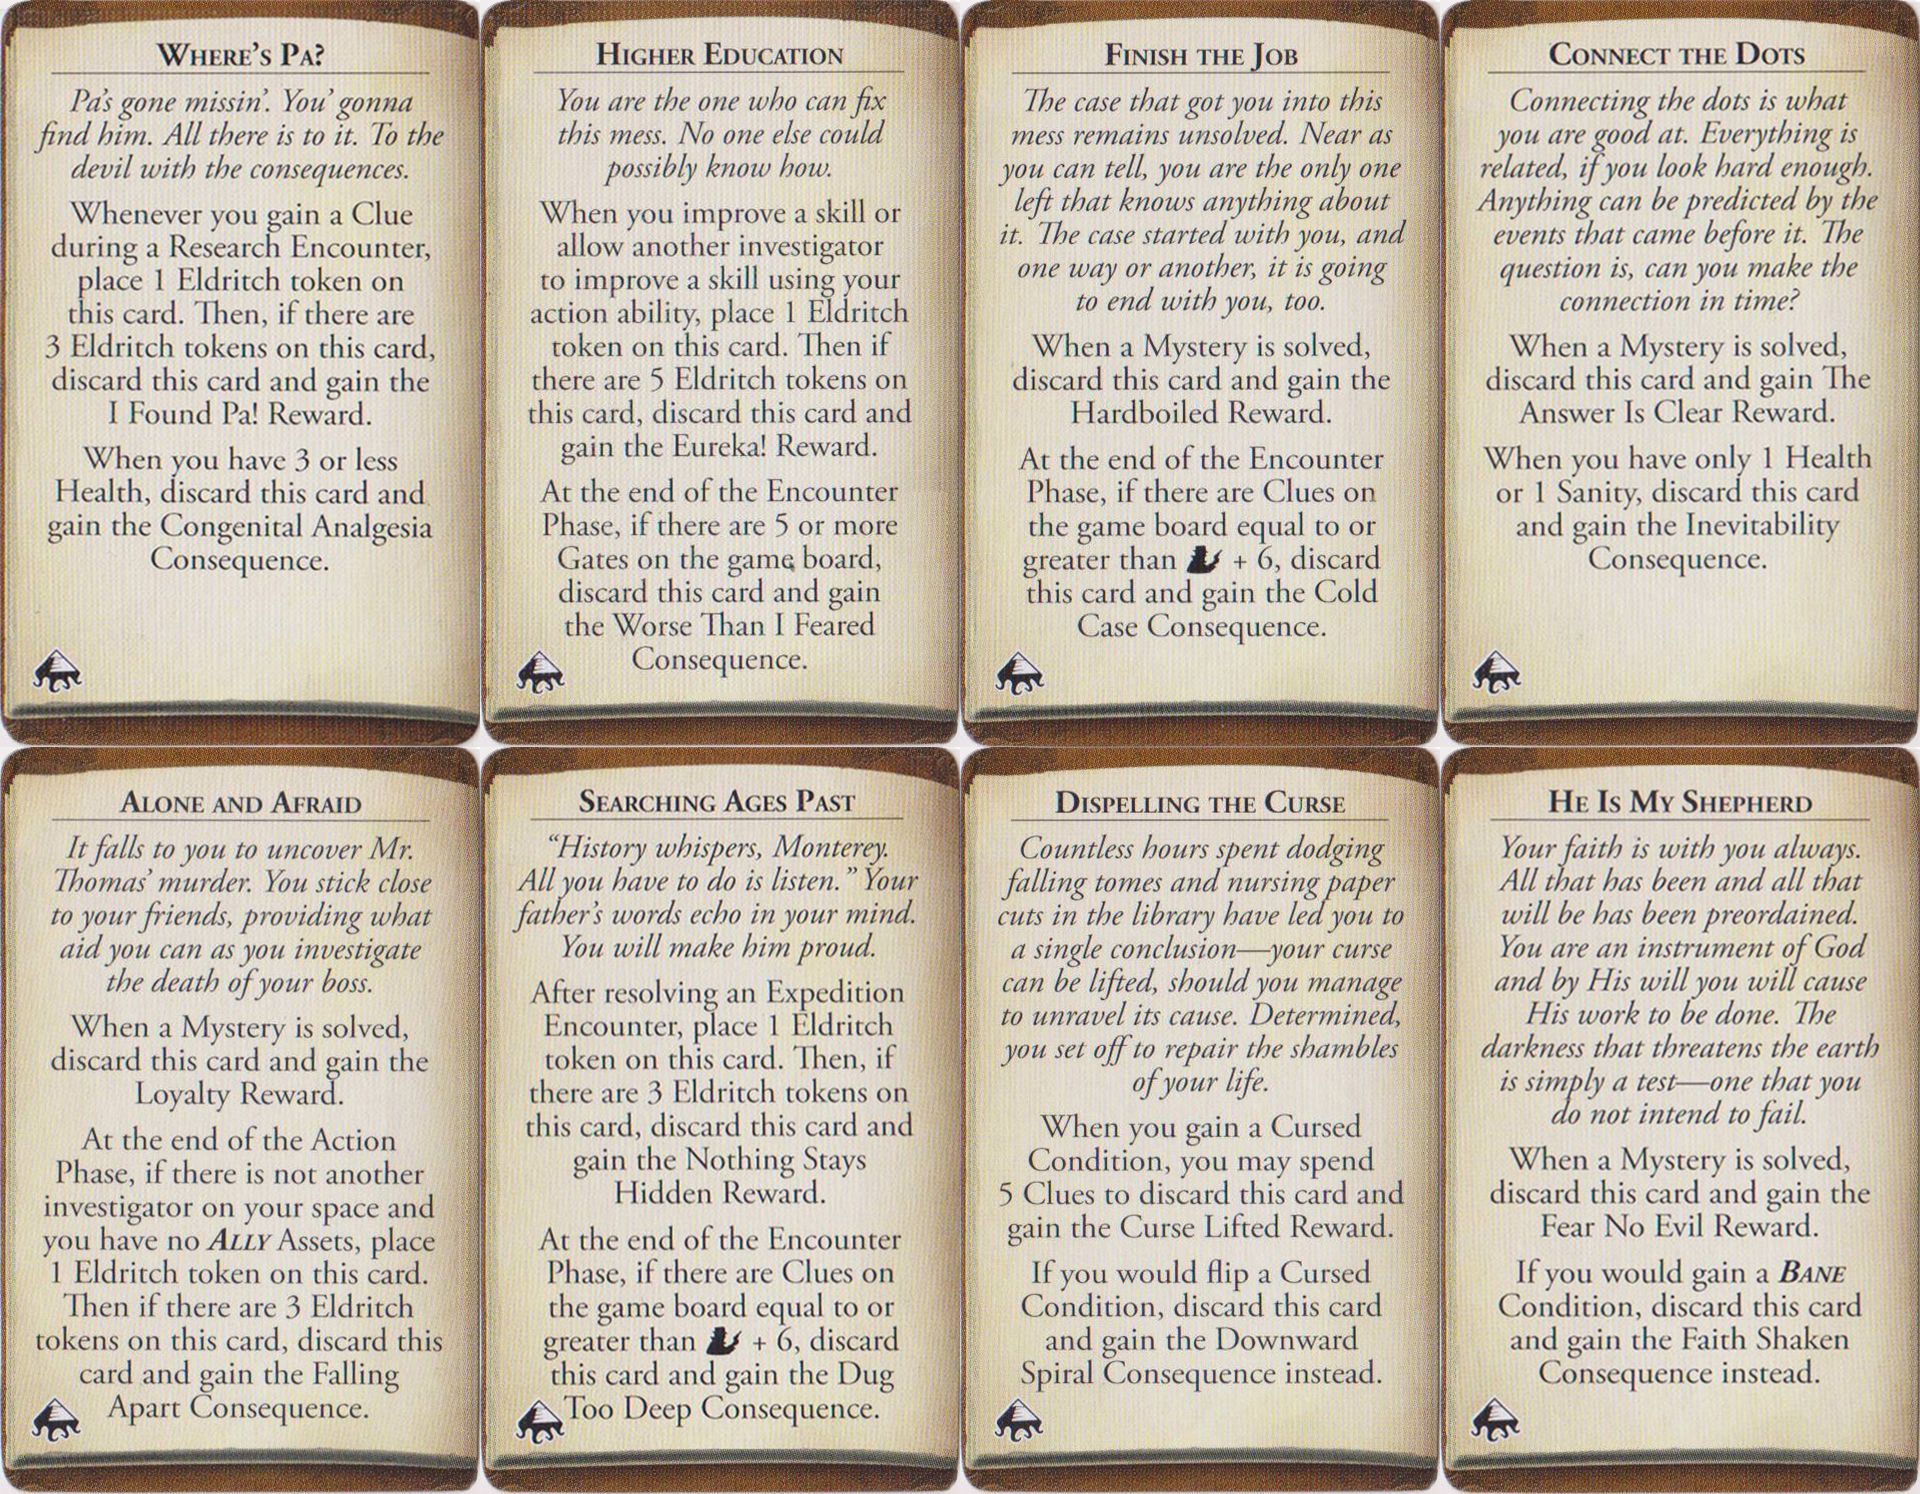 WHERE'S PA?
Pa's gone missin'. You' gonna
find him. All there is to it. To the
devil with the consequences.
Whenever you gain a Clue
during a Research Encounter,
place 1 Eldritch token on
this card. Then, if there are
3 Eldritch tokens on this card,
discard this card and gain the
I Found Pa! Reward.
When you have 3 or less
Health, discard this card and
gain the Congenital Analgesia
Consequence.
HIGHER EDUCATION
You are the one who can fix
this mess. No one else could
possibly know how.
When you improve a skill or
allow another investigator
to improve a skill using your
action ability, place 1 Eldritch
token on this card. Then if
there are 5 Eldritch tokens on
this card, discard this card and
gain the Eureka! Reward.
At the end of the Encounter
Phase, if there are 5 or more
Gates on the game board,
discard this card and gain
the Worse Than I Feared
Consequence.
FINISH THE JOB
The case that got you into this
mess remains unsolved. Near as
you can tell, you are the only one
left that knows anything about
it. The case started with you, and
one way or another, it is going
to end with you, too.
When a Mystery is solved,
discard this card and gain the
Hardboiled Reward.
At the end of the Encounter
Phase, if there are Clues on
the game board equal to or
greater than + 6, discard
this card and gain the Cold
Case Consequence.
CONNECT THE DOTS
Connecting the dots is what
you are good at. Everything is
related, if you look hard enough.
Anything can be predicted by the
events that came before it. The
question is, can you make the
connection in time?
When a Mystery is solved,
discard this card and gain The
Answer Is Clear Reward.
When you have only 1 Health
or 1 Sanity, discard this card
and gain the Inevitability
Consequence.
ALONE AND AFRAID
It falls to you to uncover Mr.
Thomas' murder. You stick close
to your friends, providing what
aid you can as you investigate
the death of your boss.
When a Mystery is solved,
discard this card and gain the
Loyalty Reward.
At the end of the Action
Phase, if there is not another
investigator on your space and
you have no ALLY Assets, place
1 Eldritch token on this card.
Then if there are 3 Eldritch
tokens on this card, discard this
card and gain the Falling
Apart Consequence.
SEARCHING AGES PAST
"History whispers, Monterey.
All you have to do is listen." Your
father's words echo in your mind.
You will make him proud.
After resolving an Expedition
Encounter, place 1 Eldritch
token on this card. Then, if
there are 3 Eldritch tokens on
this card, discard this card and
gain the Nothing Stays
Hidden Reward.
At the end of the Encounter
Phase, if there are Clues on
the game board equal to or
greater than + 6, discard
this card and gain the Dug
Too Deep Consequence.
DISPELLING THE CURSE
Countless hours spent dodging
falling tomes and nursing paper
cuts in the library have led you to
a single conclusion—your curse
can be lifted, should you manage
to unravel its cause. Determined,
you set off to repair the shambles
of your life.
When you gain a Cursed
Condition, you may spend
5 Clues to discard this card and
gain the Curse Lifted Reward.
If you would flip a Cursed
Condition, discard this card
and gain the Downward
Spiral Consequence instead.
HE IS MY SHEPHERD
Your faith is with you always.
All that has been and all that
will be has been preordained.
You are an instrument of God
and by His will you will cause
His work to be done. The
darkness that threatens the earth
is simply a test—one that you
do not intend to fail.
When a Mystery is solved,
discard this card and gain the
Fear No Evil Reward.
If you would gain a BANE
Condition, discard this card
and gain the Faith Shaken
Consequence instead.